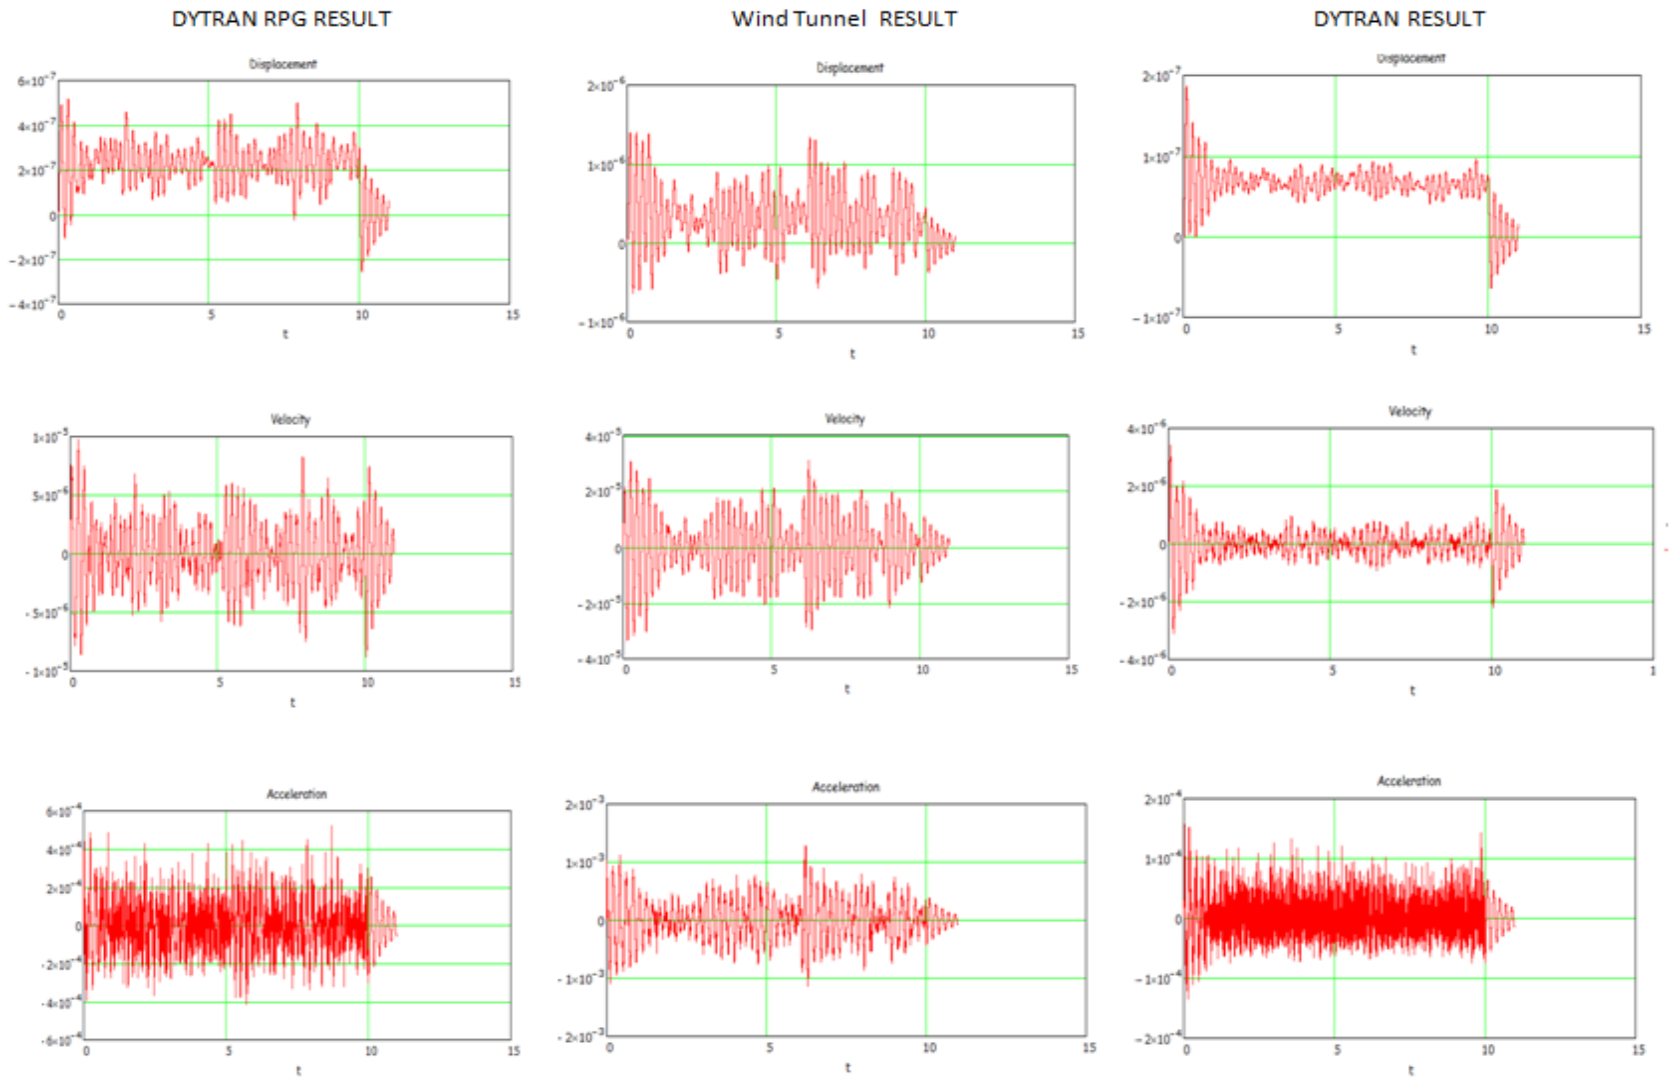 DYTRAN RPG RESULT
Wind Tunnel RESULT
DYTRAN RESULT
Displacement
6×10⁻⁷
4×10⁻⁷
2×10⁻⁷
0
-2×10⁻⁷
-4×10⁻⁷
0 5 10 15
t
Displacement
2×10⁻⁶
1×10⁻⁶
0
-1×10⁻⁶
0 5 10 15
t
Displacement
2×10⁻⁷
1×10⁻⁷
0
-1×10⁻⁷
0 5 10 15
t
Velocity
1×10⁻⁵
5×10⁻⁶
0
-5×10⁻⁶
-1×10⁻⁵
0 5 10 15
t
Velocity
4×10⁻⁵
2×10⁻⁵
0
-2×10⁻⁵
-4×10⁻⁵
0 5 10 15
t
Velocity
4×10⁻⁶
2×10⁻⁶
0
-2×10⁻⁶
-4×10⁻⁶
0 5 10 1
t
Acceleration
6×10⁻⁴
4×10⁻⁴
2×10⁻⁴
0
-2×10⁻⁴
-4×10⁻⁴
-6×10⁻⁴
0 5 10 15
t
Acceleration
2×10⁻³
1×10⁻³
0
-1×10⁻³
-2×10⁻³
0 5 10 15
t
Acceleration
2×10⁻⁴
1×10⁻⁴
0
-1×10⁻⁴
-2×10⁻⁴
0 5 10 15
t